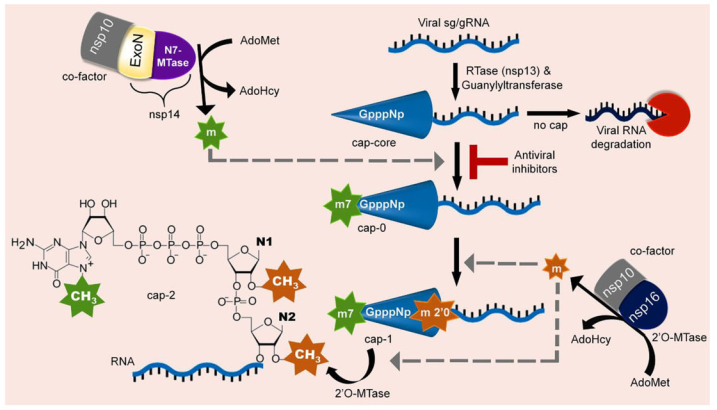 nsp10
ExoN
N7-
MTase
co-factor
nsp14
AdoMet
AdoHcy
m
Viral sg/gRNA
RTase (nsp13) &
Guanylyltransferase
GpppNp
cap-core
no cap
Viral RNA
degradation
Antiviral
inhibitors
m7
GpppNp
cap-0
HO
OH
H₂N
N
N
HN
N
N
+
O
O
O
P
O
P
O
P
O
O
O
O
O⁻
O⁻
O⁻
O
N1
O
O
CH₃
CH₃
cap-2
O⁻
P
O
O
O
N2
O
O
O
CH₃
RNA
m7
GpppNp
m 2'0
cap-1
2'O-MTase
m
co-factor
nsp10
nsp16
2'O-MTase
AdoHcy
AdoMet